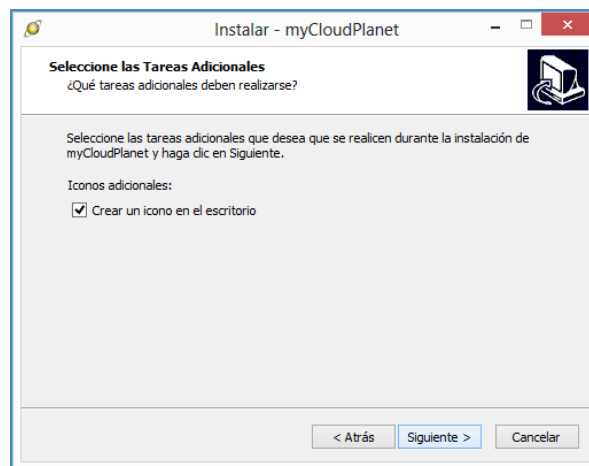 Instalar - myCloudPlanet
Seleccione las Tareas Adicionales
¿Qué tareas adicionales deben realizarse?
Seleccione las tareas adicionales que desea que se realicen durante la instalación de
myCloudPlanet y haga clic en Siguiente.
Iconos adicionales:
Crear un icono en el escritorio
< Atrás
Siguiente >
Cancelar